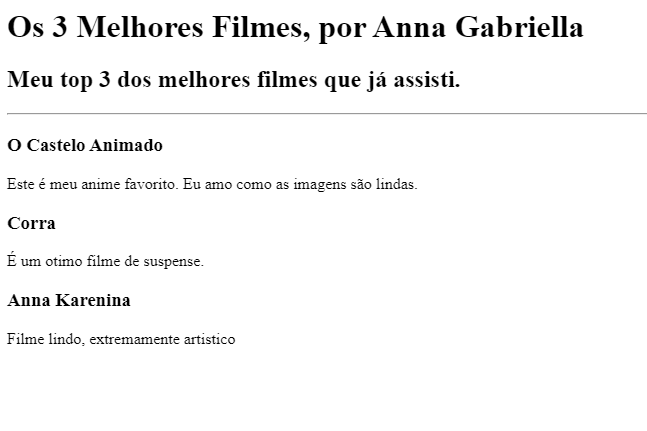 Os 3 Melhores Filmes, por Anna Gabriella
Meu top 3 dos melhores filmes que já assisti.
O Castelo Animado
Este é meu anime favorito. Eu amo como as imagens são lindas.
Corra
É um otimo filme de suspense.
Anna Karenina
Filme lindo, extremamente artistico